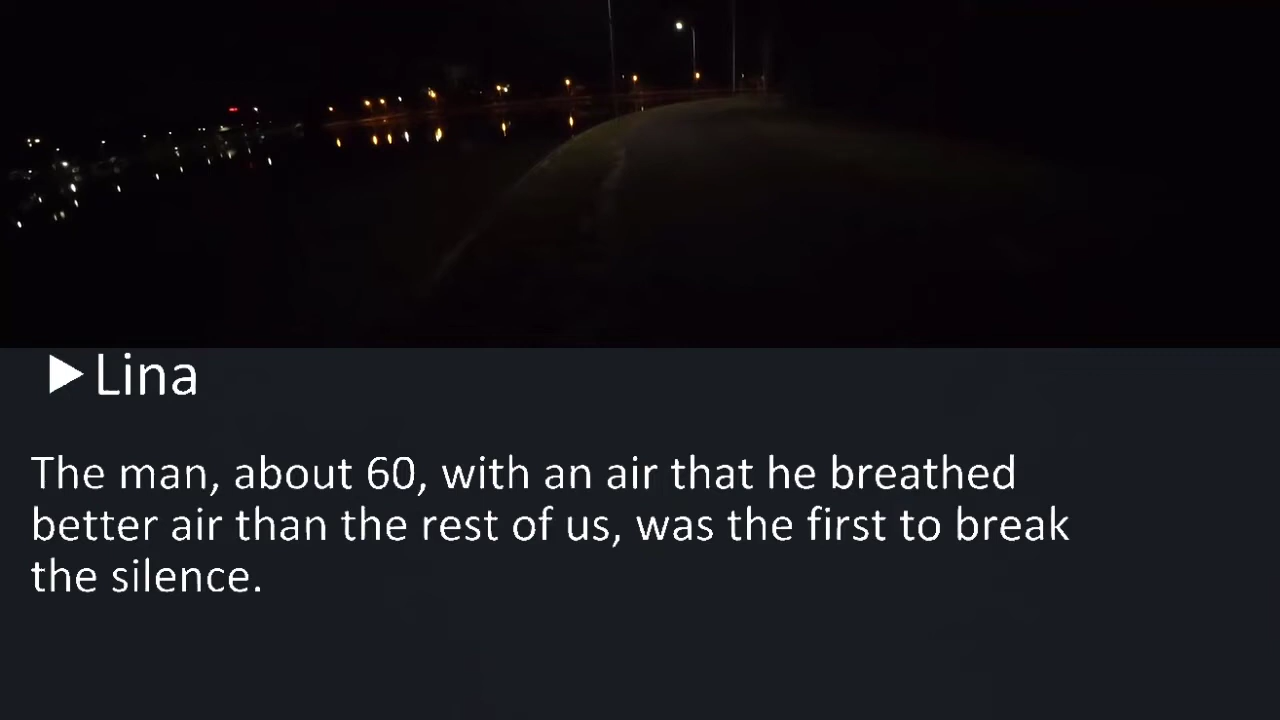 ▶Lina
The man, about 60, with an air that he breathed
better air than the rest of us, was the first to break
the silence.